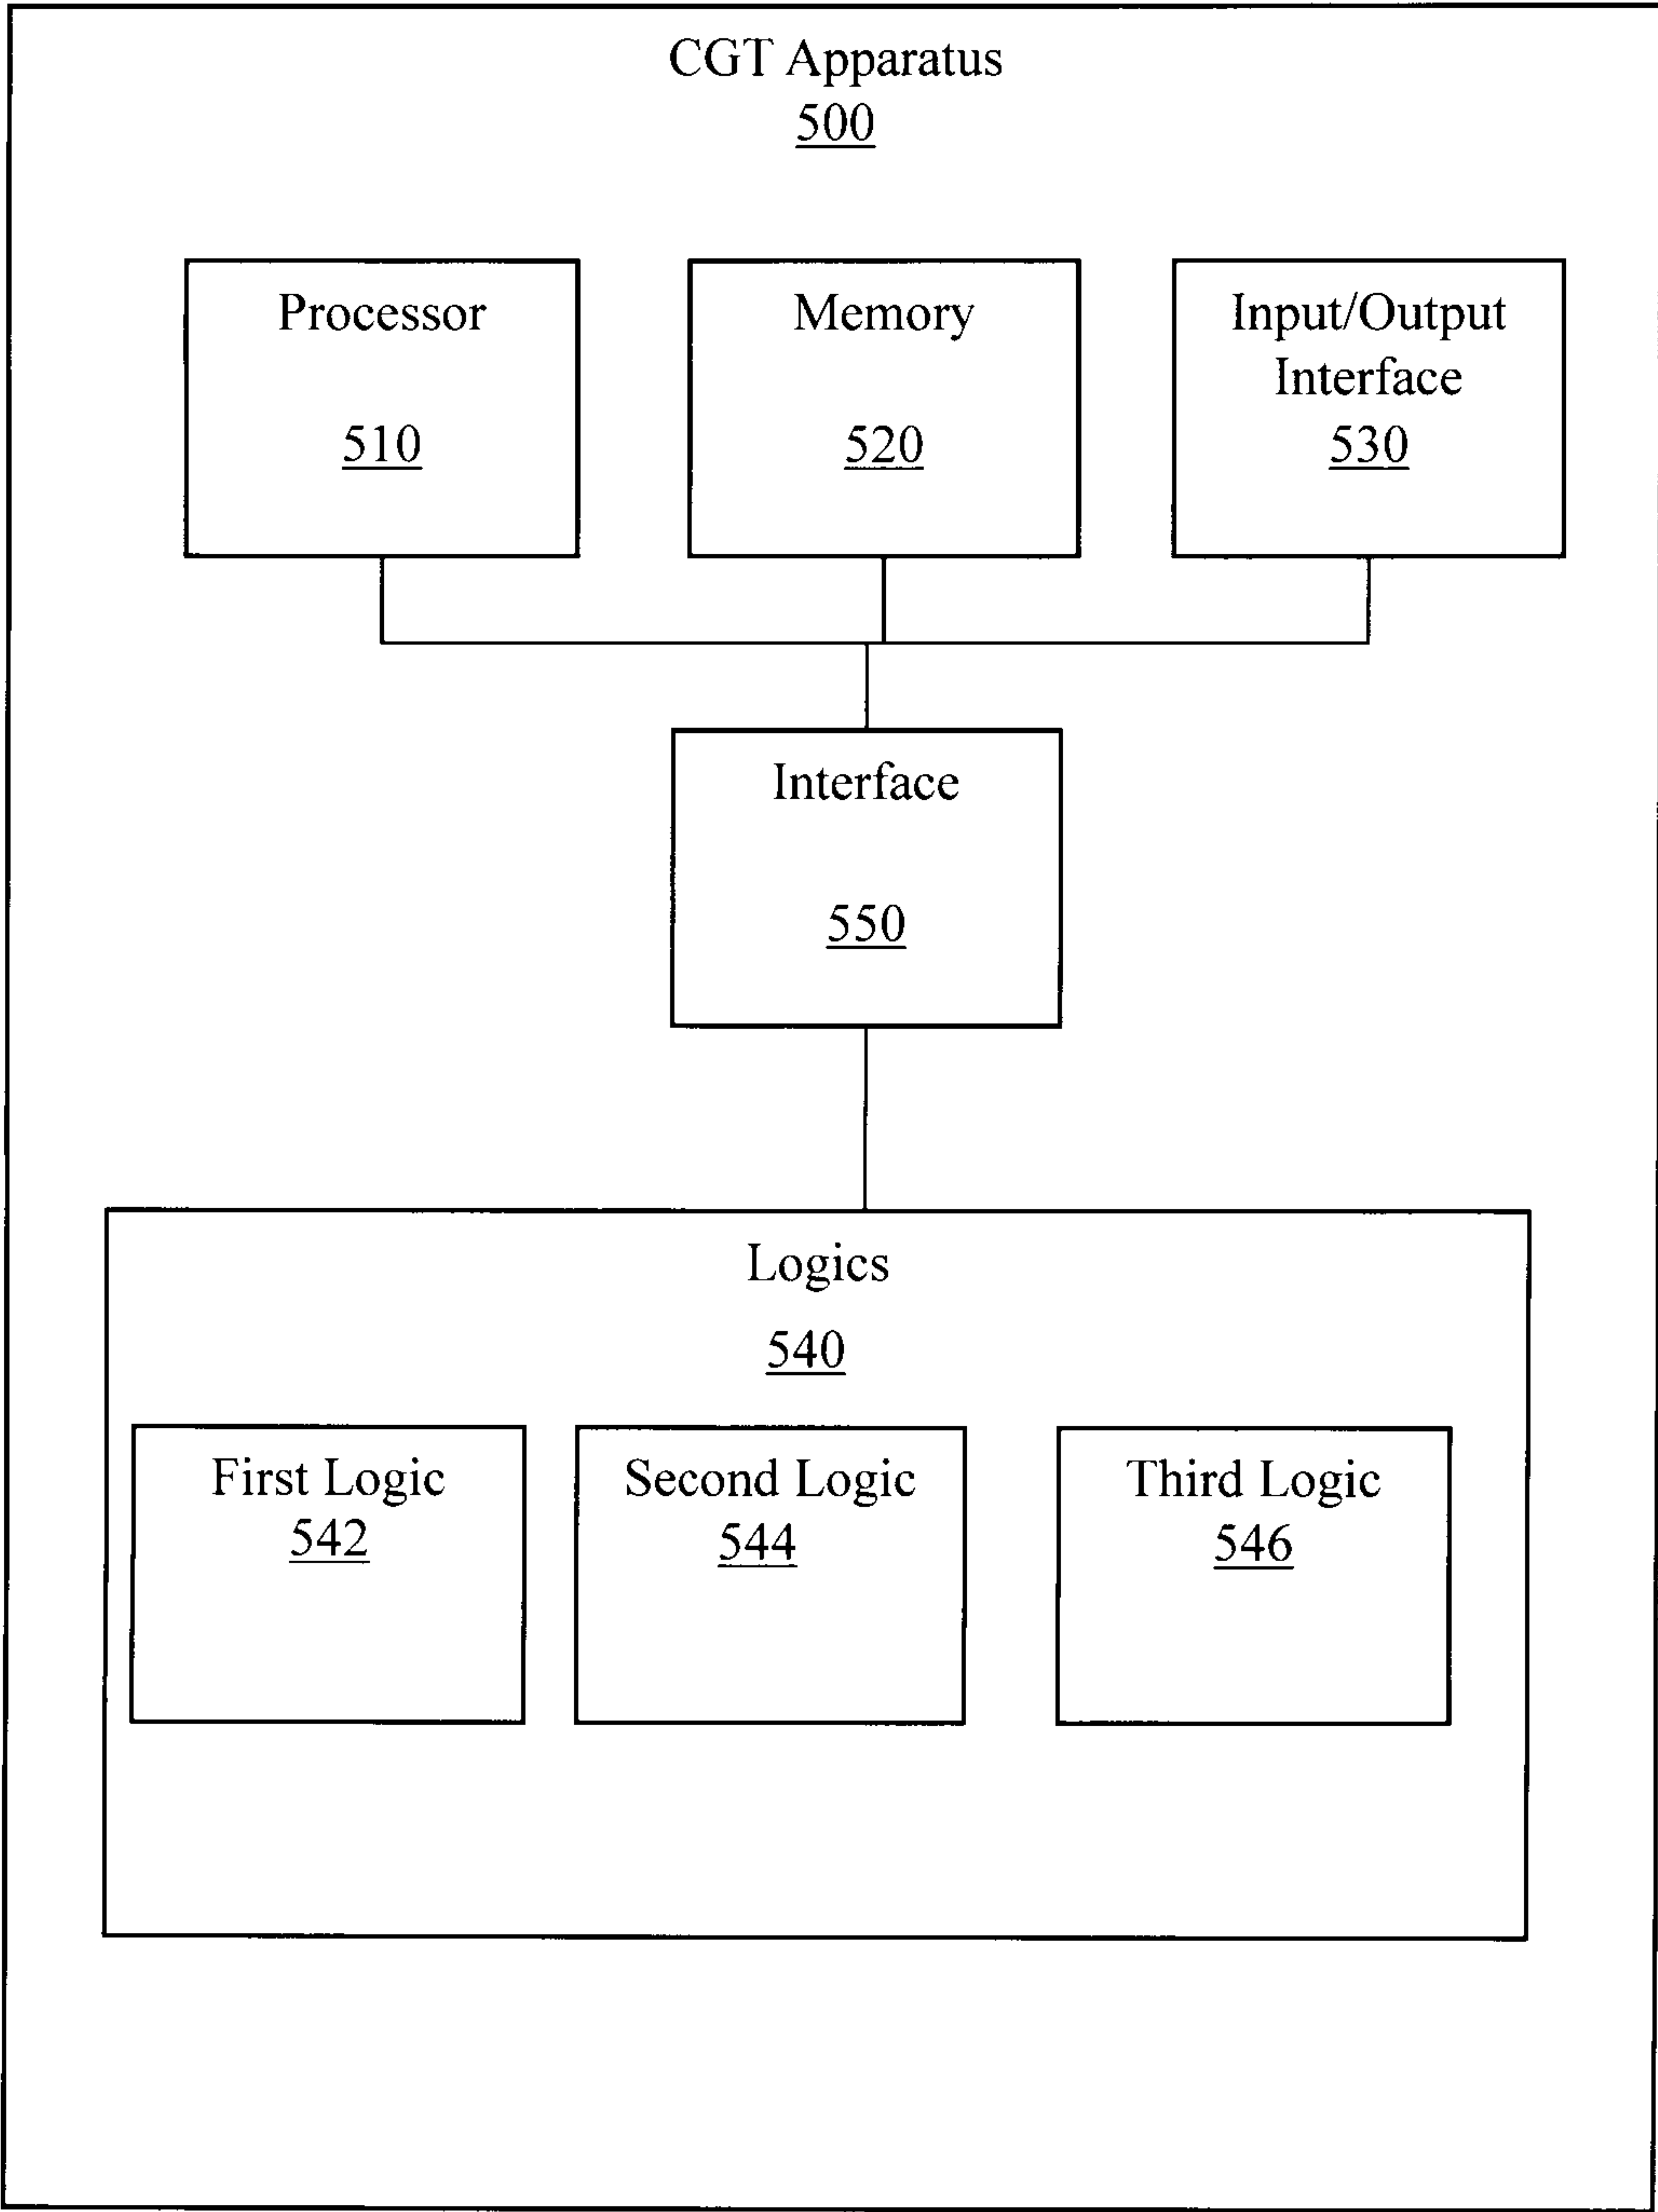 CGT Apparatus
500
Processor
510
Memory
520
Input/Output
Interface
530
Interface
550
Logics
540
First Logic
542
Second Logic
544
Third Logic
546